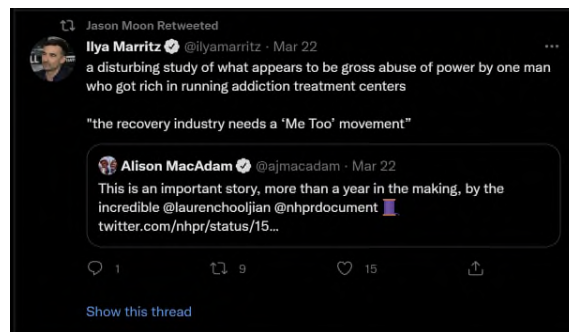 Jason Moon Retweeted
Ilya Marritz @ilyamarritz · Mar 22
a disturbing study of what appears to be gross abuse of power by one man
who got rich in running addiction treatment centers
"the recovery industry needs a ‘Me Too’ movement”
Alison MacAdam @ajmacadam · Mar 22
This is an important story, more than a year in the making, by the
incredible @laurenchooljian @nhprdocument 🧵
twitter.com/nhpr/status/15...
1 9 15
Show this thread